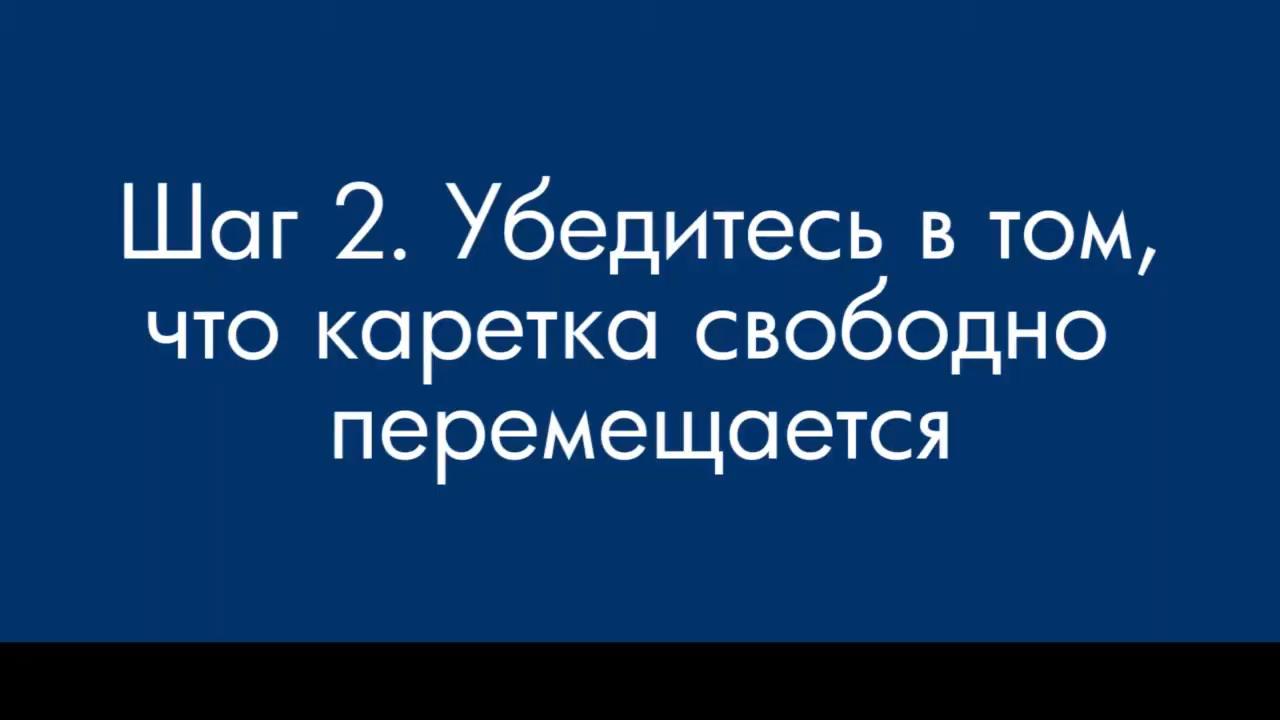 Шаг 2. Убедитесь в том,
что каретка свободно
перемещается